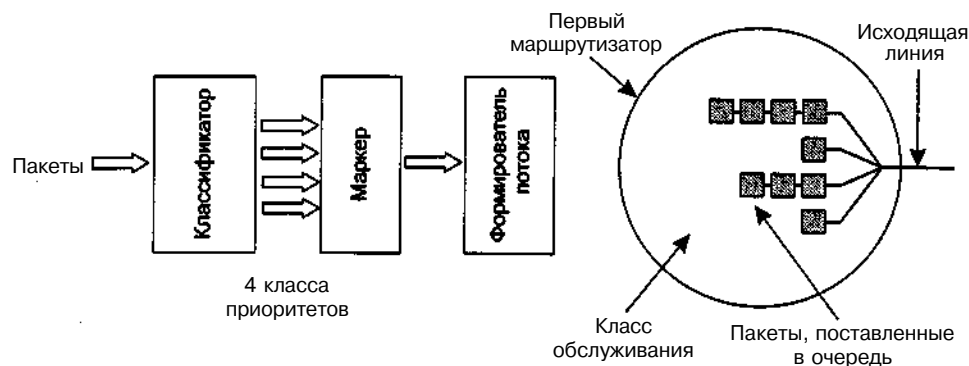 Первый
маршрутизатор
Исходящая
линия
Пакеты
Классификатор
Маркер
Формирователь
потока
4 класса
приоритетов
Класс
обслуживания
Пакеты, поставленные
в очередь